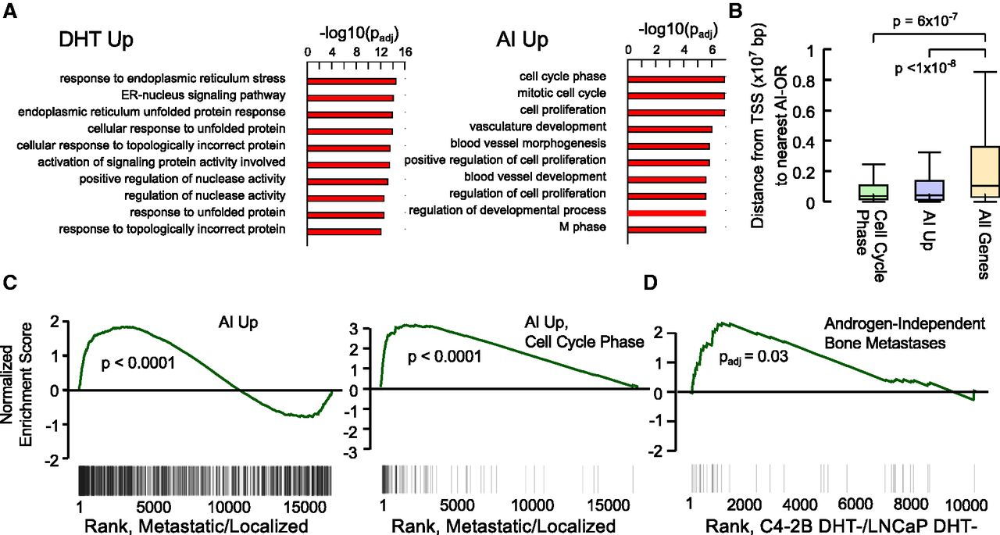 A
DHT Up
-log10(padj)
0 4 8 12 16
response to endoplasmic reticulum stress
ER-nucleus signaling pathway
endoplasmic reticulum unfolded protein response
cellular response to unfolded protein
cellular response to topologically incorrect protein
activation of signaling protein activity involved
positive regulation of nuclease activity
regulation of nuclease activity
response to unfolded protein
response to topologically incorrect protein
AI Up
-log10(padj)
0 2 4 6
cell cycle phase
mitotic cell cycle
cell proliferation
vasculature development
blood vessel morphogenesis
positive regulation of cell proliferation
blood vessel development
regulation of cell proliferation
regulation of developmental process
M phase
B
Distance from TSS (x10⁷ bp)
to nearest AI-OR
1
0.8
0.6
0.4
0.2
0
p = 6x10⁻⁷
p <1x10⁻⁸
Cell Cycle
Phase
AI Up
All Genes
C
Normalized
Enrichment Score
2
1
0
-1
-2
AI Up
p < 0.0001
1 5000 10000 15000
Rank, Metastatic/Localized
3
2
1
0
-1
-2
-3
AI Up,
Cell Cycle Phase
p < 0.0001
1 5000 10000 15000
Rank, Metastatic/Localized
D
2
1
0
-1
-2
Androgen-Independent
Bone Metastases
padj = 0.03
1 2000 4000 6000 8000 10000
Rank, C4-2B DHT-/LNCaP DHT-